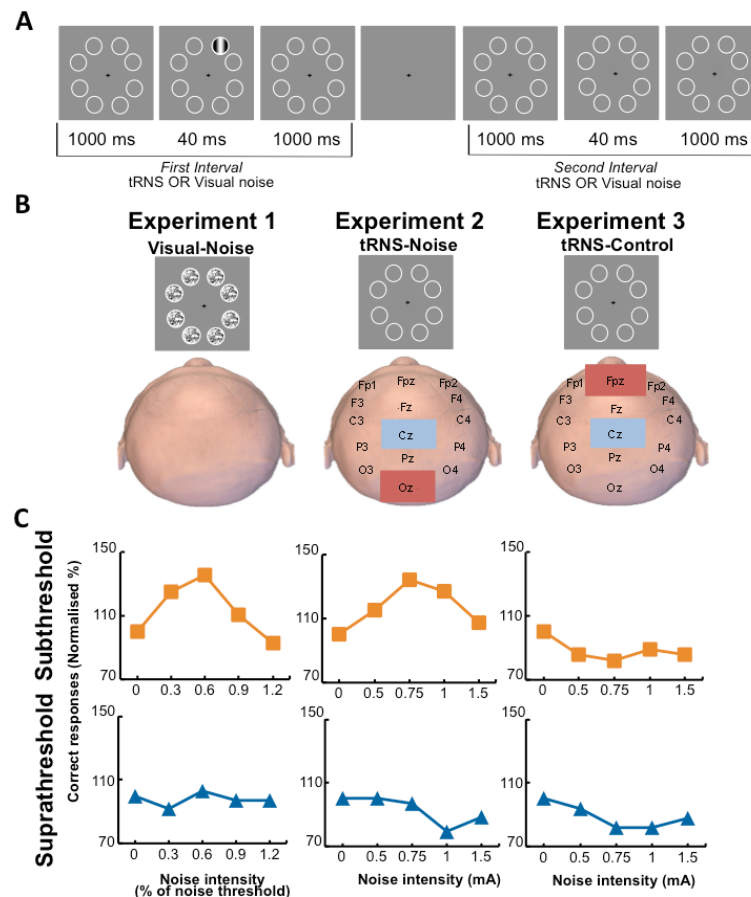 A
1000 ms 40 ms 1000 ms 1000 ms 40 ms 1000 ms
First Interval Second Interval
tRNS OR Visual noise tRNS OR Visual noise
B
Experiment 1 Experiment 2 Experiment 3
Visual-Noise tRNS-Noise tRNS-Control
Fp1 Fpz Fp2 Fp1 Fpz Fp2
F3 F4 F3 F4
Fz Fz
C3 C4 C3 C4
Cz Cz
P3 P4 P3 P4
Pz Pz
O3 O4 O3 O4
Oz Oz
C
Subthreshold
Suprathreshold
Correct responses (Normalised %)
150 150 150
110 110 110
70 70 70
0 0.3 0.6 0.9 1.2 0 0.5 0.75 1 1.5 0 0.5 0.75 1 1.5
150 150 150
110 110 110
70 70 70
0 0.3 0.6 0.9 1.2 0 0.5 0.75 1 1.5 0 0.5 0.75 1 1.5
Noise intensity Noise intensity (mA) Noise intensity (mA)
(% of noise threshold)